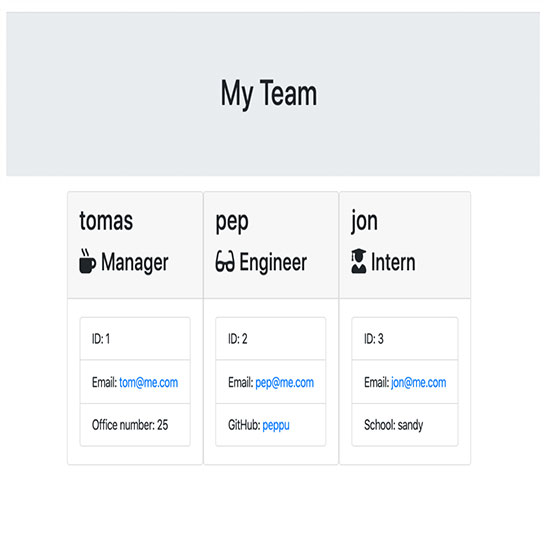 My Team
tomas
Manager
ID: 1
Email: tom@me.com
Office number: 25
pep
Engineer
ID: 2
Email: pep@me.com
GitHub: peppu
jon
Intern
ID: 3
Email: jon@me.com
School: sandy